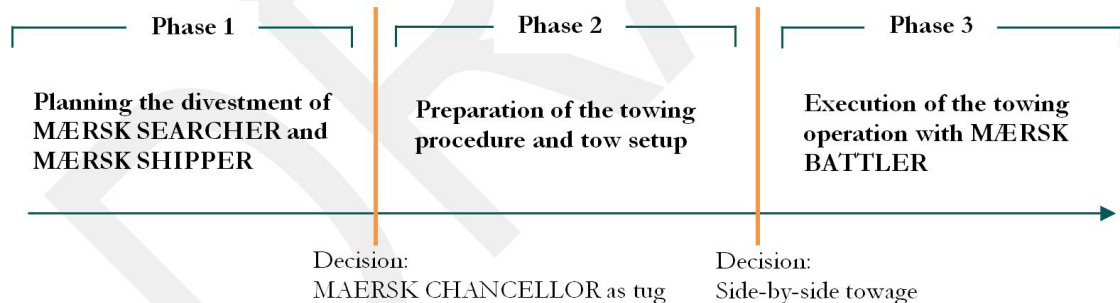 Phase 1
Phase 2
Phase 3
Planning the divestment of
MÆRSK SEARCHER and
MÆRSK SHIPPER
Preparation of the towing
procedure and tow setup
Execution of the towing
operation with MÆRSK
BATTLER
Decision:
MAERSK CHANCELLOR as tug
Decision:
Side-by-side towage